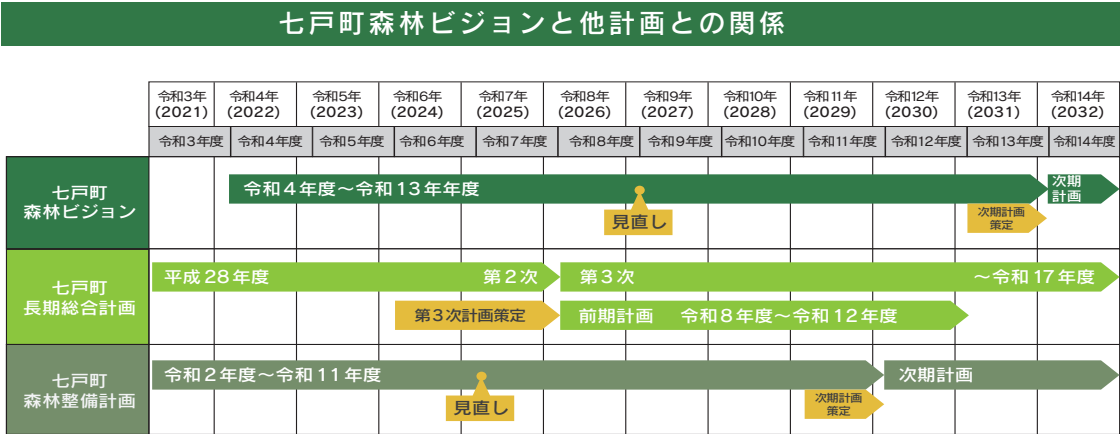 七戸町森林ビジョンと他計画との関係
令和3年 令和4年 令和5年 令和6年 令和7年 令和8年 令和9年 令和10年 令和11年 令和12年 令和13年 令和14年
(2021) (2022) (2023) (2024) (2025) (2026) (2027) (2028) (2029) (2030) (2031) (2032)
令和3年度 令和4年度 令和5年度 令和6年度 令和7年度 令和8年度 令和9年度 令和10年度 令和11年度 令和12年度 令和13年度 令和14年度
七戸町
森林ビジョン
令和4年度〜令和13年年度
次期
計画
見直し
次期計画
策定
七戸町
長期総合計画
平成28年度 第2次 第3次 〜令和17年度
第3次計画策定 前期計画 令和8年度〜令和12年度
七戸町
森林整備計画
令和2年度〜令和11年度 次期計画
見直し
次期計画
策定